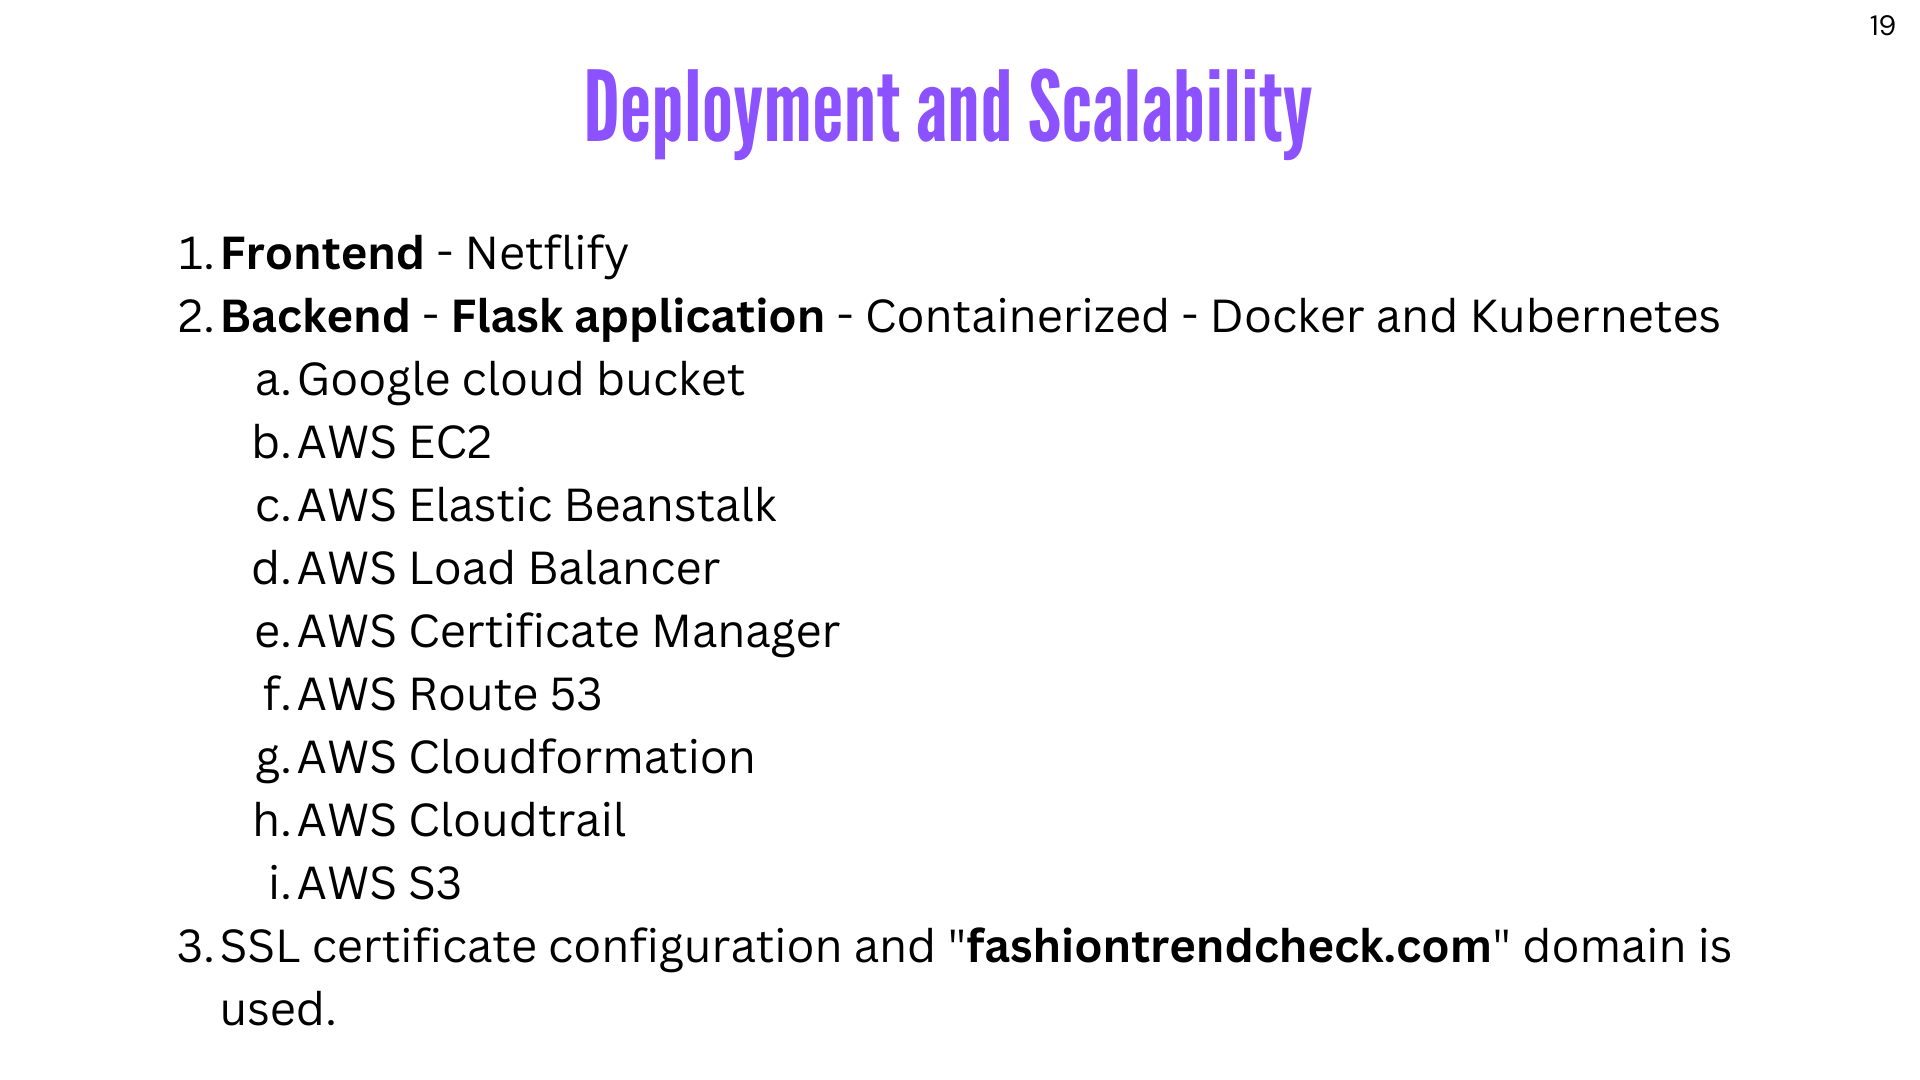 19
Deployment and Scalability
1. Frontend - Netflify
2. Backend - Flask application - Containerized - Docker and Kubernetes
a. Google cloud bucket
b. AWS EC2
c. AWS Elastic Beanstalk
d. AWS Load Balancer
e. AWS Certificate Manager
f. AWS Route 53
g. AWS Cloudformation
h. AWS Cloudtrail
i. AWS S3
3. SSL certificate configuration and "fashiontrendcheck.com" domain is
used.